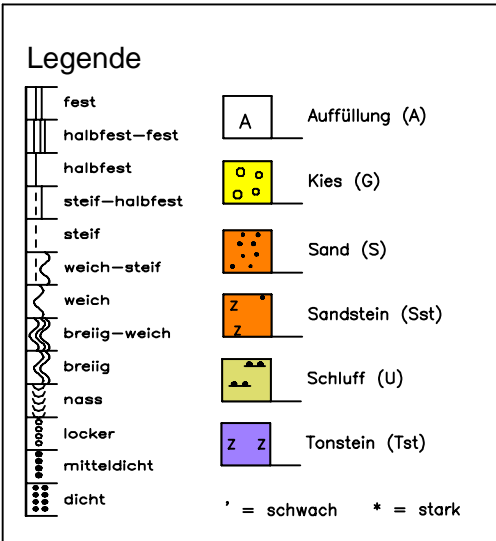 Legende
fest
halbfest-fest
halbfest
steif-halbfest
steif
weich-steif
weich
breiig-weich
breiig
nass
locker
mitteldicht
dicht
A Auffüllung (A)
Kies (G)
Sand (S)
Z Z Sandstein (Sst)
Schluff (U)
Z Z Tonstein (Tst)
' = schwach * = stark